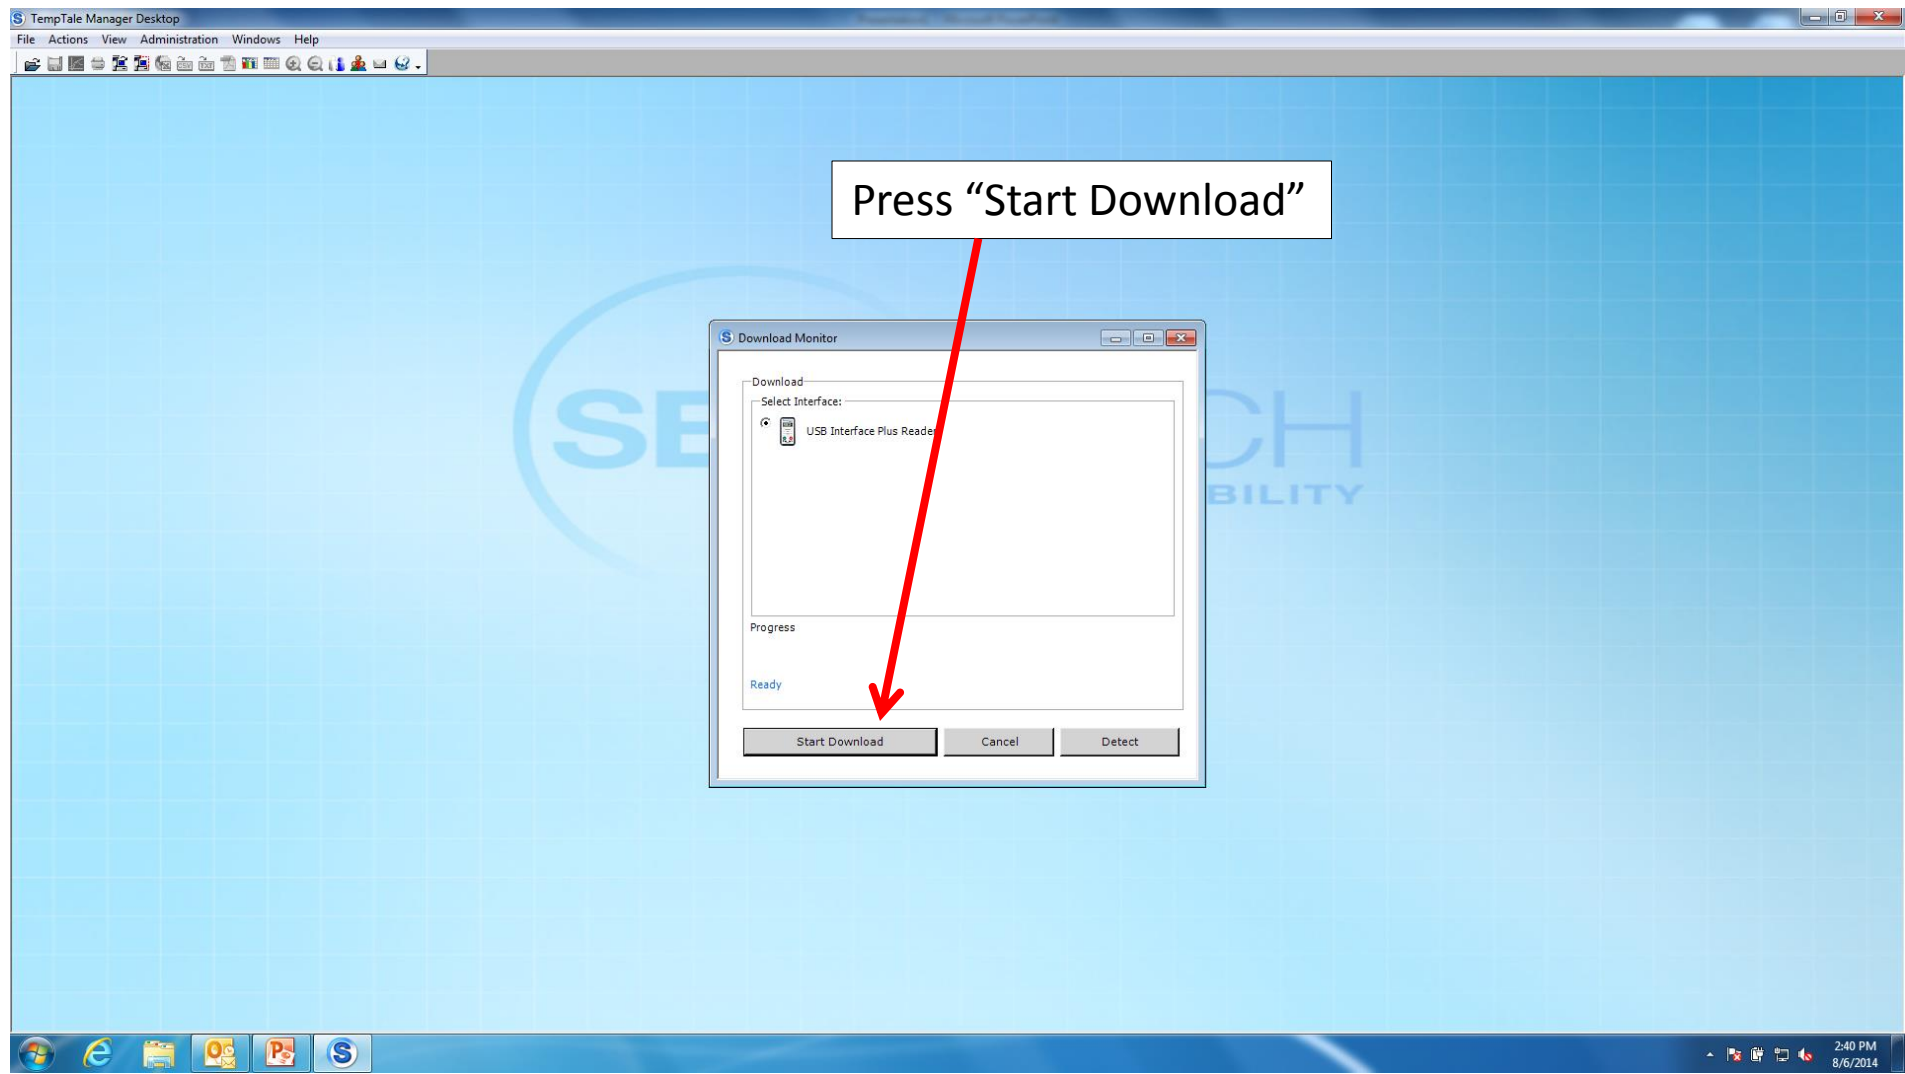 TempTale Manager Desktop
File Actions View Administration Windows Help
Press “Start Download”
Download Monitor
Download
Select Interface:
USB Interface Plus Reader
SE
CH
BILITY
Progress
Ready
Start Download Cancel Detect
2:40 PM
8/6/2014